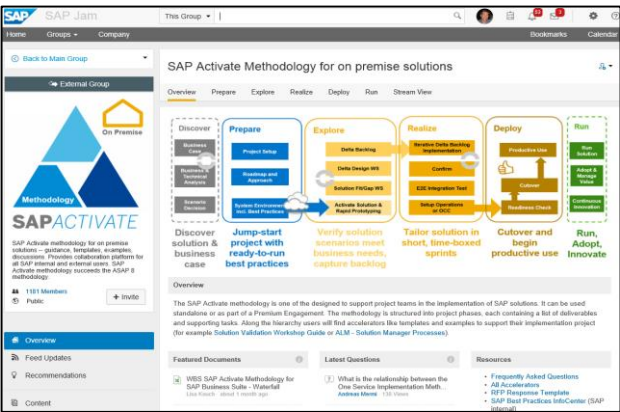 SAP SAP Jam This Group
Home Groups Company Bookmarks Calendar
Back to Main Group
External Group
On Premise
Methodology
SAPACTIVATE
SAP Activate methodology for on premise
solutions – guidance, templates, examples,
discussions. Provides collaboration platform for
all SAP internal and external users. SAP
Activate methodology succeeds the ASAP 8
methodology.
1161 Members
Public
+ Invite
Overview
Feed Updates
Recommendations
Content
SAP Activate Methodology for on premise solutions
Overview Prepare Explore Realize Deploy Run Stream View
Discover
Business
Case
Business &
Technical
Analysis
Scenario
Decision
Discover
solution &
business
case
Prepare
Project Setup
Roadmap and
Approach
System Environment
incl. Best Practices
Jump-start
project with
ready-to-run
best practices
Explore
Delta Backlog
Delta Design WS
Solution Fit/Gap WS
Activate Solution &
Rapid Prototyping
Verify solution
scenarios meet
business needs,
capture backlog
Realize
Iterative Delta Backlog
Implementation
Confirm
E2E Integration Test
Setup Operations
or OCC
Tailor solution in
short, time-boxed
sprints
Deploy
Productive Use
Cutover
Readiness Check
Cutover and
begin
productive use
Run
Run
Solution
Adopt &
Manage
Value
Continuous
Innovation
Run,
Adopt,
Innovate
Overview
The SAP Activate methodology is one of the designed to support project teams in the implementation of SAP solutions. It can be used
standalone or as part of a Premium Engagement. The methodology is structured into project phases, each containing a list of deliverables
and supporting tasks. Along the hierarchy users will find accelerators like templates and examples to support their implementation project
(for example Solution Validation Workshop Guide or ALM - Solution Manager Processes).
Featured Documents
WBS SAP Activate Methodology for
SAP Business Suite - Waterfall
about 1 month ago
Latest Questions
What is the relationship between the
One Service Implementation Meth...
Andreas 136 Views
Resources
Frequently Asked Questions
All Accelerators
RFP Response Template
SAP Best Practices InfoCenter (SAP
internal)